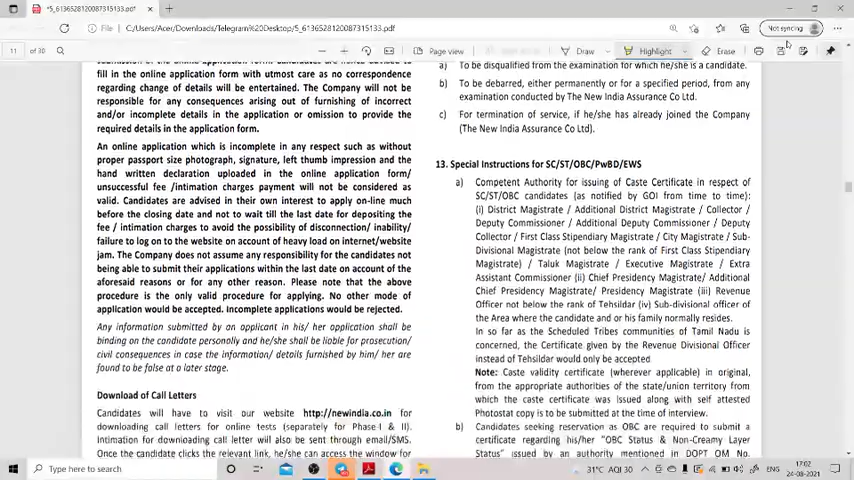 *5_6136528120087315133.pdf
File
C:/Users/Acer/Downloads/Telegram%20Desktop/5_6136528120087315133.pdf
Not syncing
11 of 30
Page view
Draw
Highlight
Erase
fill in the online application form with utmost care as no correspondence
regarding change of details will be entertained. The Company will not be
responsible for any consequences arising out of furnishing of incorrect
and/or incomplete details in the application or omission to provide the
required details in the application form.
An online application which is incomplete in any respect such as without
proper passport size photograph, signature, left thumb impression and the
hand written declaration uploaded in the online application form/
unsuccessful fee /intimation charges payment will not be considered as
valid. Candidates are advised in their own interest to apply on-line much
before the closing date and not to wait till the last date for depositing the
fee / intimation charges to avoid the possibility of disconnection/ inability/
failure to log on to the website on account of heavy load on internet/website
jam. The Company does not assume any responsibility for the candidates not
being able to submit their applications within the last date on account of the
aforesaid reasons or for any other reason. Please note that the above
procedure is the only valid procedure for applying. No other mode of
application would be accepted. Incomplete applications would be rejected.
Any information submitted by an applicant in his/ her application shall be
binding on the candidate personally and he/she shall be liable for prosecution/
civil consequences in case the information/ details furnished by him/ her are
found to be false at a later stage.
Download of Call Letters
Candidates will have to visit our website http://newindia.co.in for
downloading call letters for online tests (separately for Phase I & II).
Intimation for downloading call letter will also be sent through email/SMS.
Once the candidate clicks the relevant link, he/she can access the window for
a) To be disqualified from the examination for which he/she is a candidate.
b) To be debarred, either permanently or for a specified period, from any
examination conducted by The New India Assurance Co Ltd.
c) For termination of service, if he/she has already joined the Company
(The New India Assurance Co Ltd).
13. Special Instructions for SC/ST/OBC/PwBD/EWS
a) Competent Authority for issuing of Caste Certificate in respect of
SC/ST/OBC candidates (as notified by GOI from time to time):
(i) District Magistrate / Additional District Magistrate / Collector /
Deputy Commissioner / Additional Deputy Commissioner / Deputy
Collector / First Class Stipendiary Magistrate / City Magistrate / Sub-
Divisional Magistrate (not below the rank of First Class Stipendiary
Magistrate) / Taluk Magistrate / Executive Magistrate / Extra
Assistant Commissioner (ii) Chief Presidency Magistrate/ Additional
Chief Presidency Magistrate/ Presidency Magistrate (iii) Revenue
Officer not below the rank of Tehsildar (iv) Sub-divisional officer of
the Area where the candidate and or his family normally resides.
In so far as the Scheduled Tribes communities of Tamil Nadu is
concerned, the Certificate given by the Revenue Divisional Officer
instead of Tehsildar would only be accepted
Note: Caste validity certificate (wherever applicable) in original,
from the appropriate authorities of the state/union territory from
which the caste certificate was issued along with self attested
Photostat copy is to be submitted at the time of interview.
b) Candidates seeking reservation as OBC are required to submit a
certificate regarding his/her "OBC Status & Non-Creamy Layer
Status" issued by an authority mentioned in DOPT OM No.
Type here to search
31°C AQI 30
ENG
17:02
24-08-2021